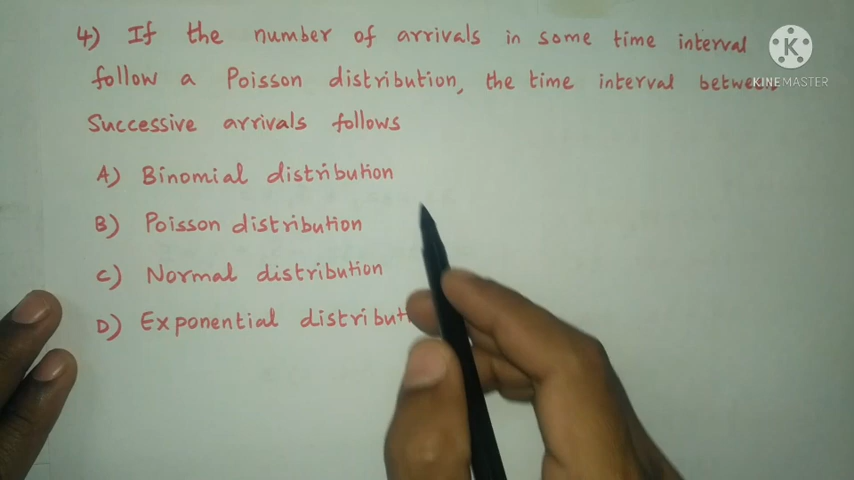 4) If the number of arrivals in some time interval
follow a Poisson distribution, the time interval between
Successive arrivals follows
A) Binomial distribution
B) Poisson distribution
C) Normal distribution
D) Exponential distribut
K
KINEMASTER